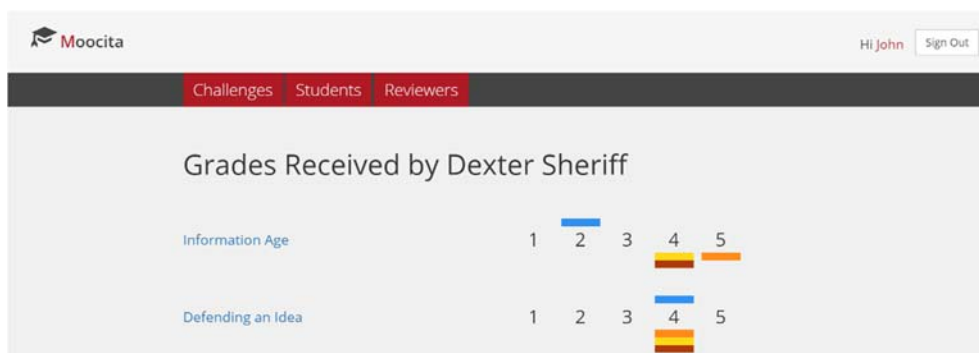 Moocita
Hi John Sign Out
Challenges Students Reviewers
Grades Received by Dexter Sheriff
Information Age 1 2 3 4 5
Defending an Idea 1 2 3 4 5